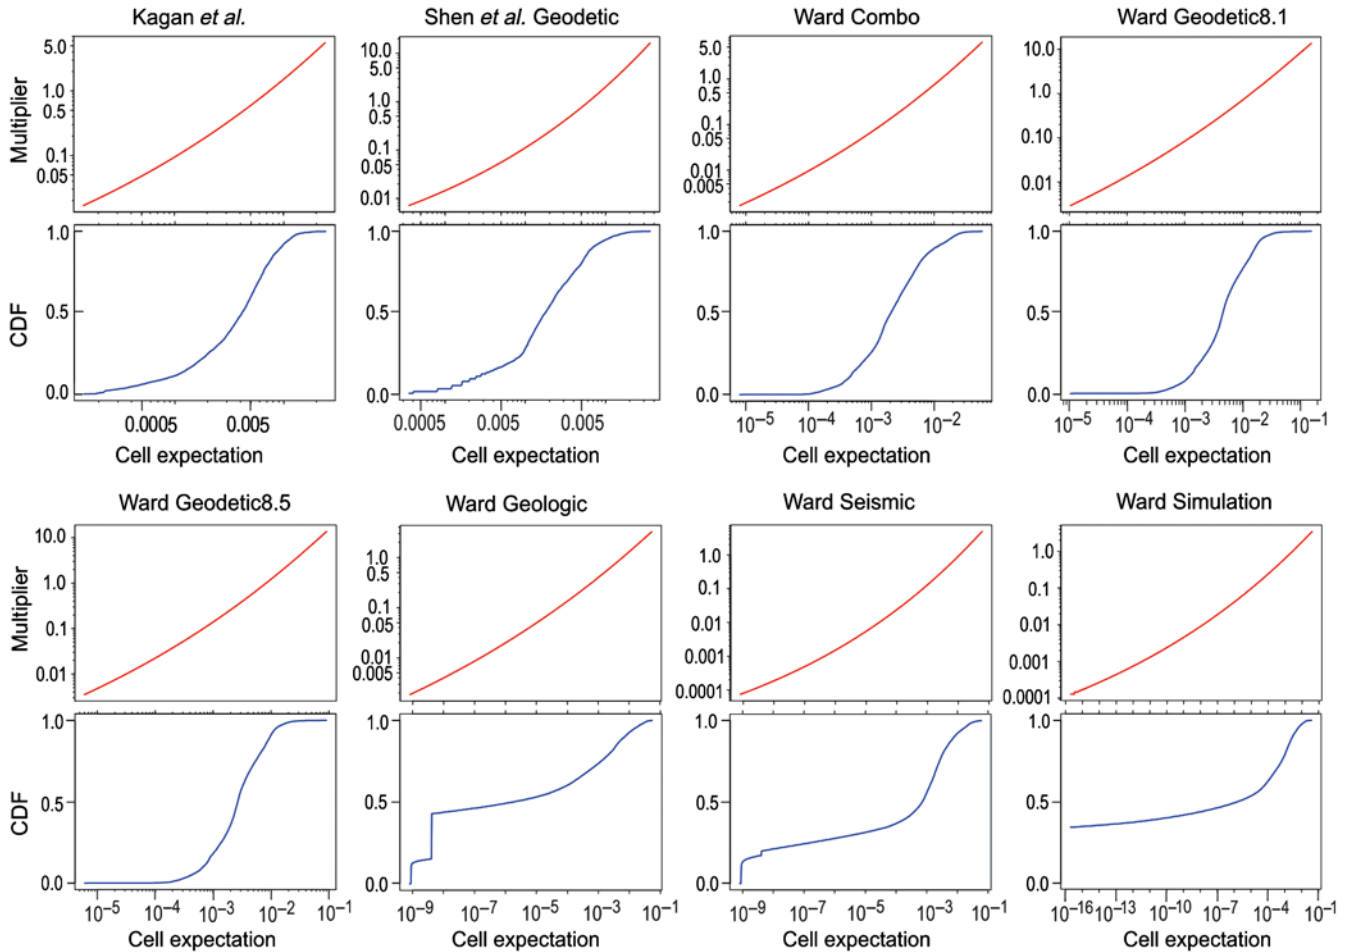 Kagan et al.
Shen et al. Geodetic
Ward Combo
Ward Geodetic8.1
Multiplier
5.0
1.0
0.5
0.1
0.05
10.0
5.0
1.0
0.5
0.1
0.05
0.01
5.0
1.0
0.5
0.1
0.05
0.01
0.005
10.0
1.0
0.10
0.01
CDF
1.0
0.5
0.0
1.0
0.5
0.0
1.0
0.5
0.0
1.0
0.5
0.0
0.0005 0.005
0.0005 0.005 0.005
10⁻⁵ 10⁻⁴ 10⁻³ 10⁻²
10⁻⁵ 10⁻⁴ 10⁻³ 10⁻² 10⁻¹
Cell expectation
Cell expectation
Cell expectation
Cell expectation
Ward Geodetic8.5
Ward Geologic
Ward Seismic
Ward Simulation
Multiplier
10.0
1.0
0.1
0.01
1.0
0.5
0.1
0.05
0.01
0.005
1.0
0.1
0.01
0.001
0.0001
1.0
0.1
0.01
0.001
0.0001
CDF
1.0
0.5
0.0
1.0
0.5
0.0
1.0
0.5
0.0
1.0
0.5
0.0
10⁻⁵ 10⁻⁴ 10⁻³ 10⁻² 10⁻¹
10⁻⁹ 10⁻⁷ 10⁻⁵ 10⁻³ 10⁻¹
10⁻⁹ 10⁻⁷ 10⁻⁵ 10⁻³ 10⁻¹
10⁻¹⁶ 10⁻¹³ 10⁻¹⁰ 10⁻⁷ 10⁻⁴ 10⁻¹
Cell expectation
Cell expectation
Cell expectation
Cell expectation